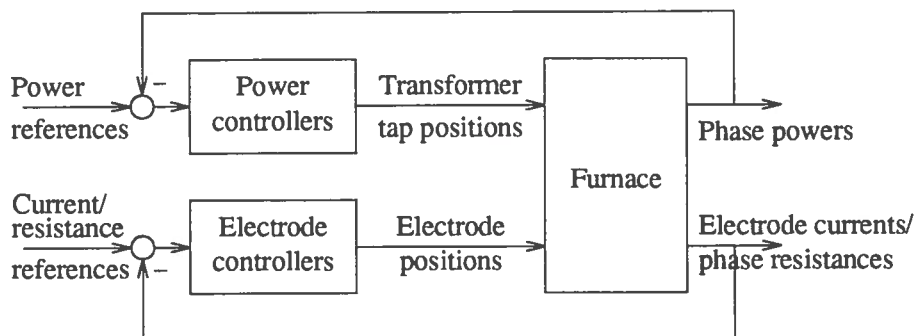 Power
references
−
Power
controllers
Transformer
tap positions
Furnace
Phase powers
Current/
resistance
references
−
Electrode
controllers
Electrode
positions
Electrode currents/
phase resistances